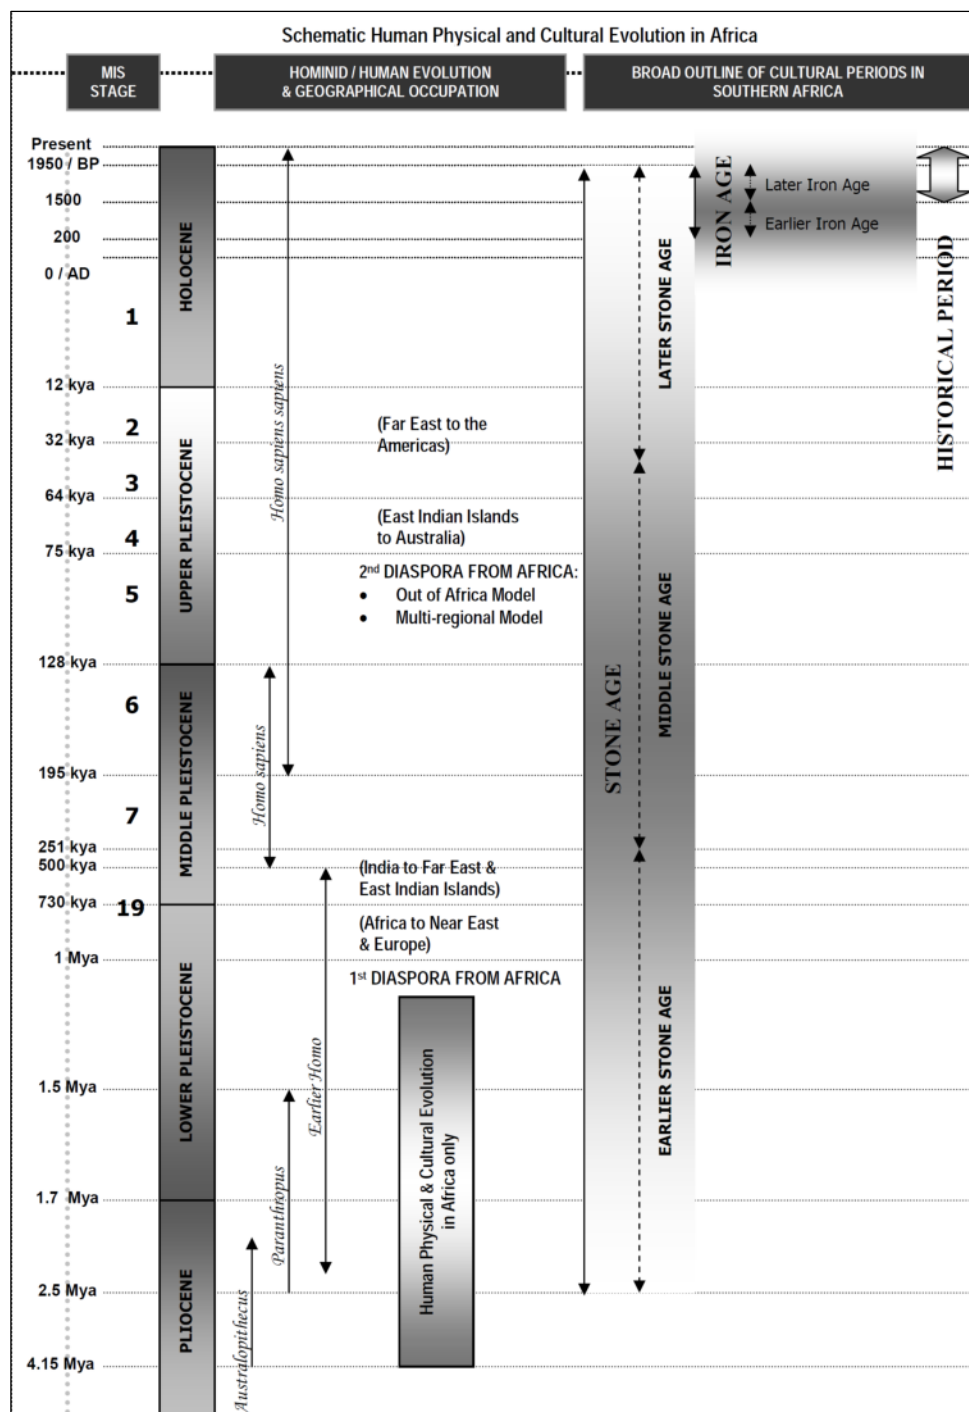 Schematic Human Physical and Cultural Evolution in Africa
MIS
STAGE
HOMINID / HUMAN EVOLUTION
& GEOGRAPHICAL OCCUPATION
BROAD OUTLINE OF CULTURAL PERIODS IN
SOUTHERN AFRICA
Present
1950 / BP
1500
200
0 / AD
12 kya
32 kya
64 kya
75 kya
128 kya
195 kya
251 kya
500 kya
730 kya
1 Mya
1.5 Mya
1.7 Mya
2.5 Mya
4.15 Mya
1
2
3
4
5
6
7
19
HOLOCENE
UPPER PLEISTOCENE
MIDDLE PLEISTOCENE
LOWER PLEISTOCENE
PLIOCENE
Homo sapiens sapiens
Homo sapiens
Earlier Homo
Paranthropus
Australopithecus
(Far East to the
Americas)
(East Indian Islands
to Australia)
2nd DIASPORA FROM AFRICA:
• Out of Africa Model
• Multi-regional Model
(India to Far East &
East Indian Islands)
(Africa to Near East
& Europe)
1st DIASPORA FROM AFRICA
Human Physical & Cultural Evolution
in Africa only
STONE AGE
LATER STONE AGE
MIDDLE STONE AGE
EARLIER STONE AGE
IRON AGE
Later Iron Age
Earlier Iron Age
HISTORICAL PERIOD